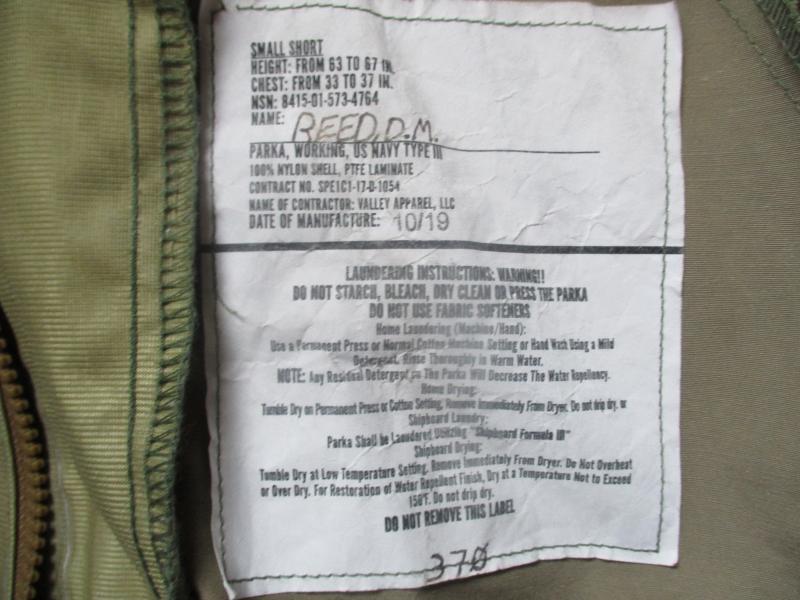 SMALL SHORT
HEIGHT: FROM 63 TO 67 IN.
CHEST: FROM 33 TO 37 IN.
NSN: 8415-01-573-4764
NAME: REED, D.M.
PARKA, WORKING, US NAVY TYPE III
100% NYLON SHELL, PTFE LAMINATE
CONTRACT NO. SPE1C1-17-D-1054
NAME OF CONTRACTOR: VALLEY APPAREL, LLC
DATE OF MANUFACTURE: 10/19
LAUNDERING INSTRUCTIONS: WARNING!!
DO NOT STARCH, BLEACH, DRY CLEAN OR PRESS THE PARKA
DO NOT USE FABRIC SOFTENERS
Home Laundering (Machine/Hand):
Use a Permanent Press or Normal Cotton Machine Setting or Hand Wash Using a Mild
Detergent. Rinse Thoroughly in Warm Water.
NOTE: Any Residual Detergent on The Parka Will Decrease The Water Repellency.
Home Drying:
Tumble Dry on Permanent Press or Cotton Setting, Remove Immediately From Dryer. Do not drip dry. or
Shipboard Laundry:
Parka Shall be Laundered Utilizing "Shipboard Formula III"
Shipboard Drying:
Tumble Dry at Low Temperature Setting, Remove Immediately From Dryer. Do Not Overheat
or Over Dry. For Restoration of Water Repellent Finish, Dry at a Temperature Not to Exceed
150°F. Do not drip dry.
DO NOT REMOVE THIS LABEL
370